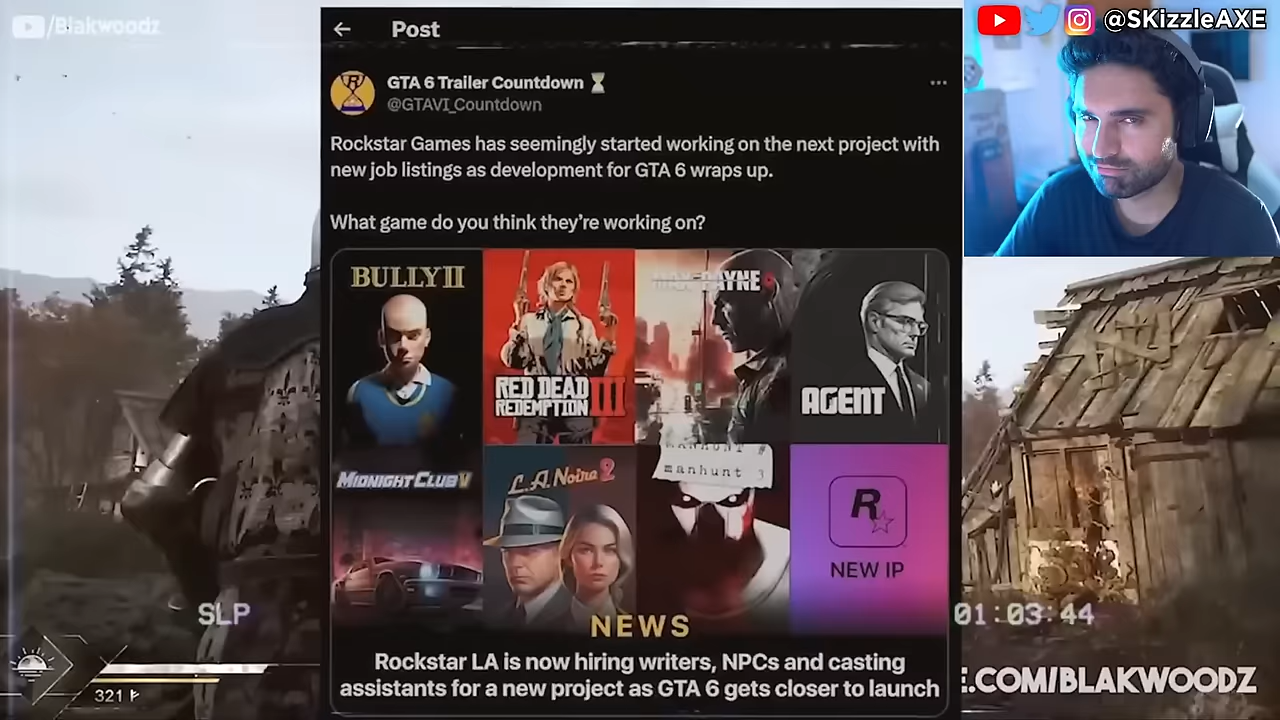 /Blakwoodz
@SKizzleAXE
Post
GTA 6 Trailer Countdown
@GTAVI_Countdown
Rockstar Games has seemingly started working on the next project with
new job listings as development for GTA 6 wraps up.
What game do you think they're working on?
BULLY II
RED DEAD
REDEMPTION III
MAX PAYNE
AGENT
MIDNIGHT CLUB V
L.A. Noire 2
manhunt 3
R
NEW IP
NEWS
Rockstar LA is now hiring writers, NPCs and casting
assistants for a new project as GTA 6 gets closer to launch
SLP
01:03:44
321
E.COM/BLAKWOODZ